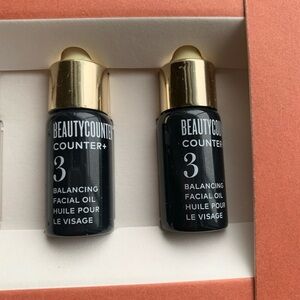 BEAUTYCOUNTER
COUNTER+
3
BALANCING
FACIAL OIL
HUILE POUR
LE VISAGE
BEAUTYCOUN
COUNTER
3
BALANCING
FACIAL OIL
HUILE POUR
LE VISAGE